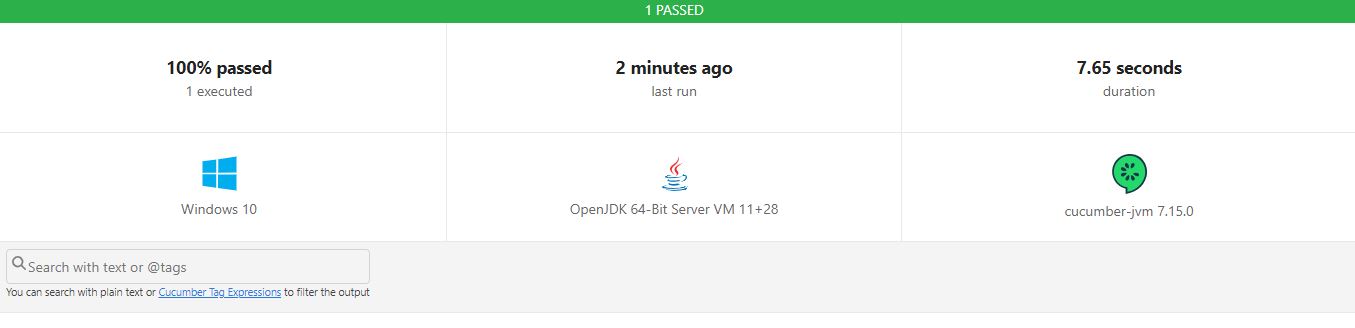 1 PASSED
100% passed
1 executed
2 minutes ago
last run
7.65 seconds
duration
Windows 10
OpenJDK 64-Bit Server VM 11+28
cucumber-jvm 7.15.0
Search with text or @tags
You can search with plain text or Cucumber Tag Expressions to filter the output